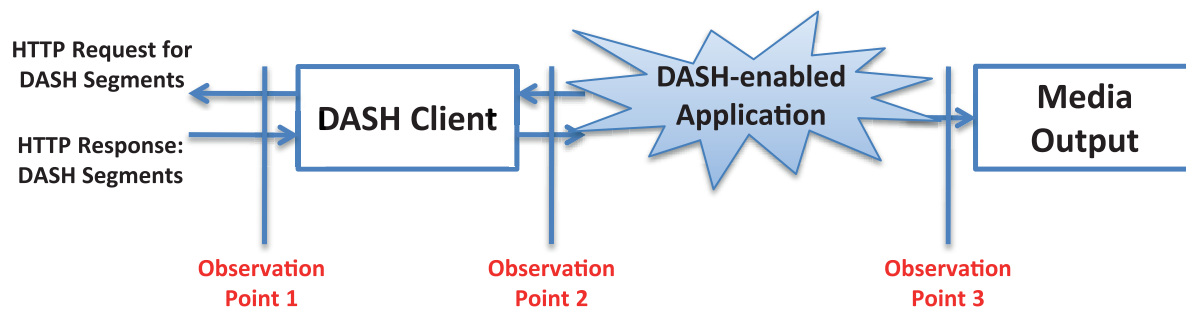 HTTP Request for
DASH Segments
HTTP Response:
DASH Segments
DASH Client
DASH-enabled
Application
Media
Output
Observation
Point 1
Observation
Point 2
Observation
Point 3